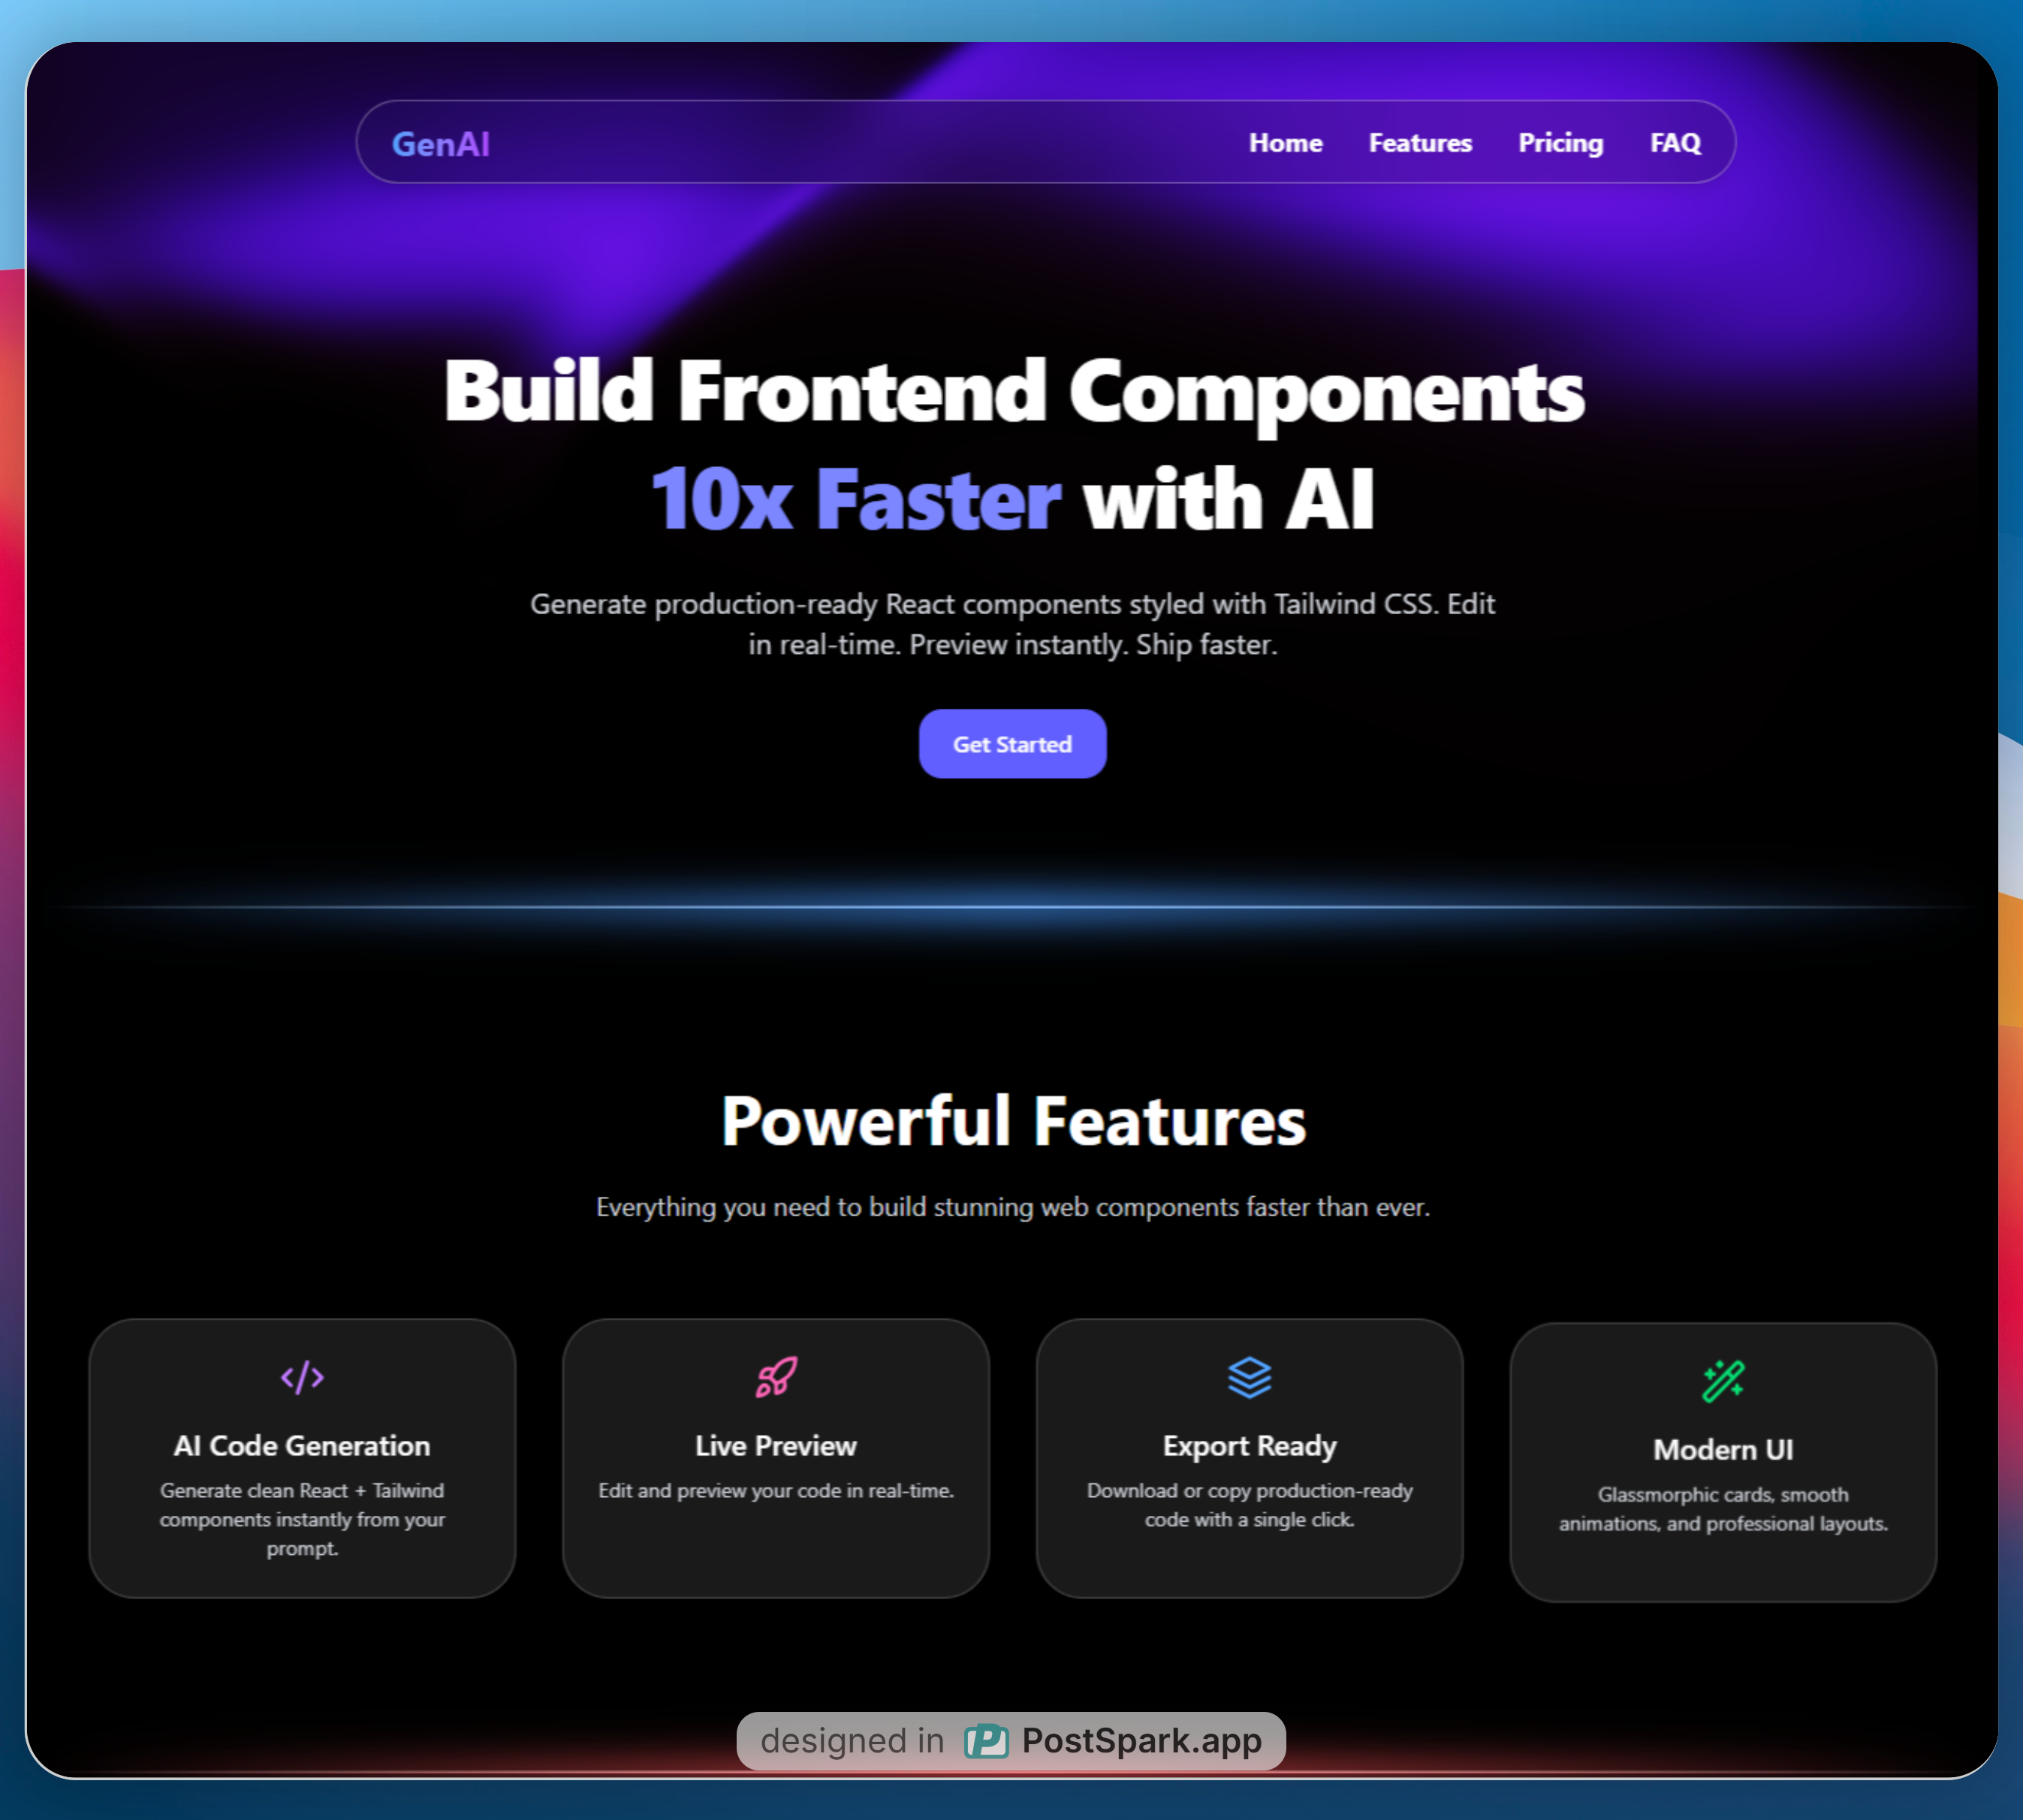 GenAI
Home Features Pricing FAQ
Build Frontend Components
10x Faster with AI
Generate production-ready React components styled with Tailwind CSS. Edit
in real-time. Preview instantly. Ship faster.
Get Started
Powerful Features
Everything you need to build stunning web components faster than ever.
AI Code Generation
Generate clean React + Tailwind
components instantly from your
prompt.
Live Preview
Edit and preview your code in real-time.
Export Ready
Download or copy production-ready
code with a single click.
Modern UI
Glassmorphic cards, smooth
animations, and professional layouts.
designed in PostSpark.app